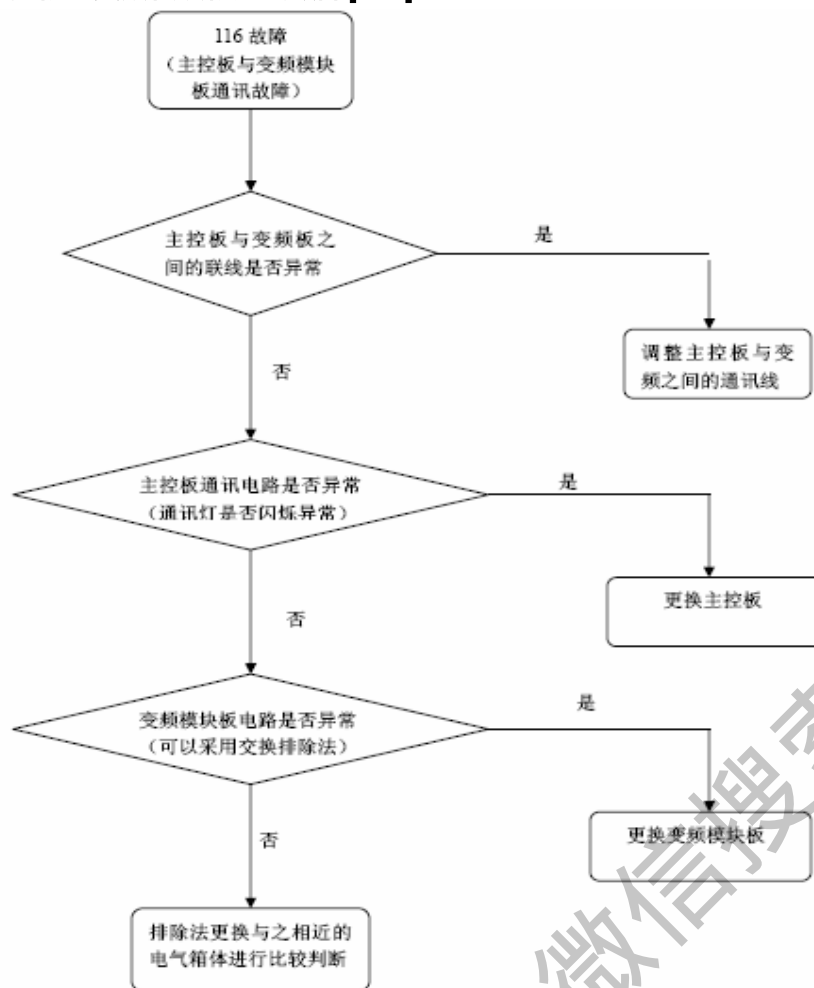 116 故障
（主控板与变频模块
板通讯故障）
主控板与变频板之
间的联线是否异常
是
调整主控板与变
频之间的通讯线
否
主控板通讯电路是否异常
（通讯灯是否闪烁异常）
是
更换主控板
否
变频模块板电路是否异常
（可以采用交换排除法）
是
更换变频模块板
否
排除法更换与之相近的
电气箱体进行比较判断
微信搜索